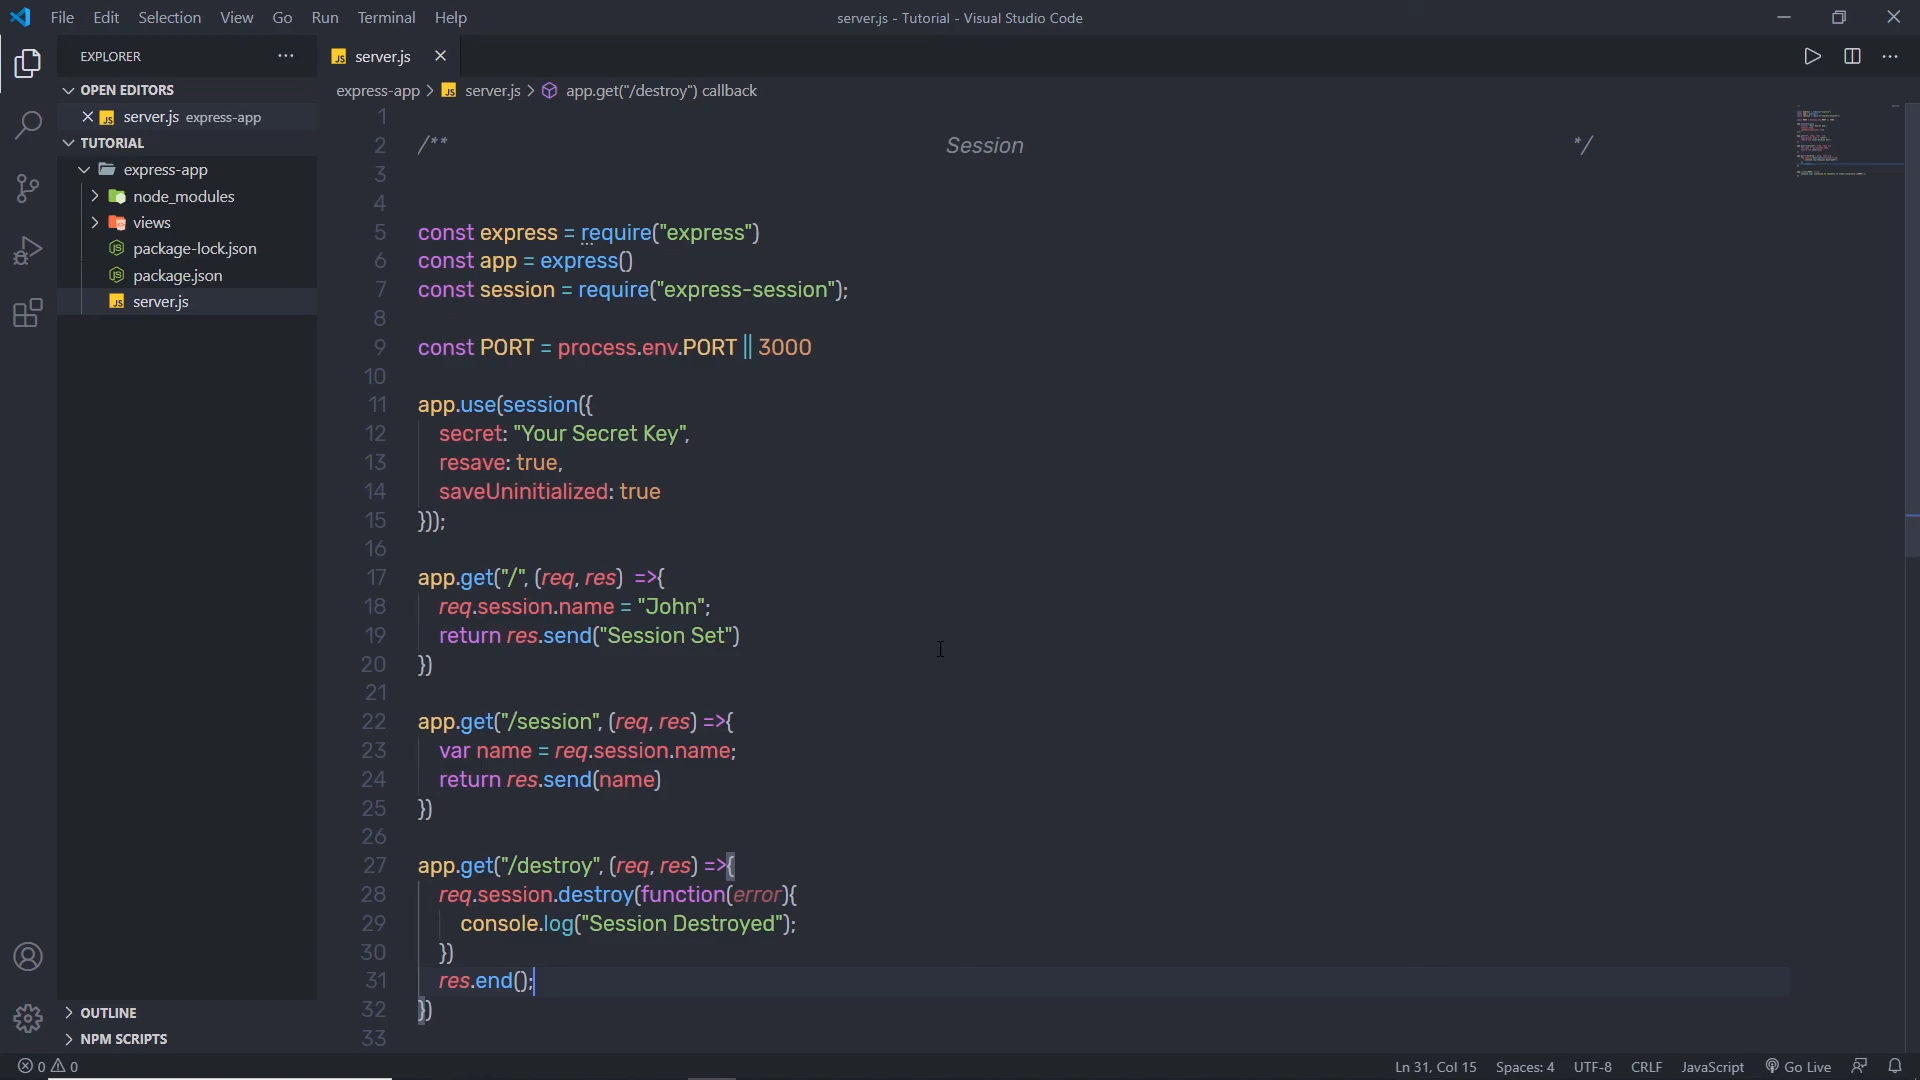 File Edit Selection View Go Run Terminal Help
server.js - Tutorial - Visual Studio Code
EXPLORER
OPEN EDITORS
server.js express-app
TUTORIAL
express-app
node_modules
views
package-lock.json
package.json
server.js
OUTLINE
NPM SCRIPTS
server.js
express-app > server.js > app.get("/destroy") callback
1
2 /** Session */
3
4
5 const express = require("express")
6 const app = express()
7 const session = require("express-session");
8
9 const PORT = process.env.PORT || 3000
10
11 app.use(session({
12 secret: "Your Secret Key",
13 resave: true,
14 saveUninitialized: true
15 }));
16
17 app.get("/", (req, res) =>{
18 req.session.name = "John";
19 return res.send("Session Set")
20 })
21
22 app.get("/session", (req, res) =>{
23 var name = req.session.name;
24 return res.send(name)
25 })
26
27 app.get("/destroy", (req, res) =>{
28 req.session.destroy(function(error){
29 console.log("Session Destroyed");
30 })
31 res.end();
32 })
33
0 0
Ln 31, Col 15 Spaces: 4 UTF-8 CRLF JavaScript Go Live